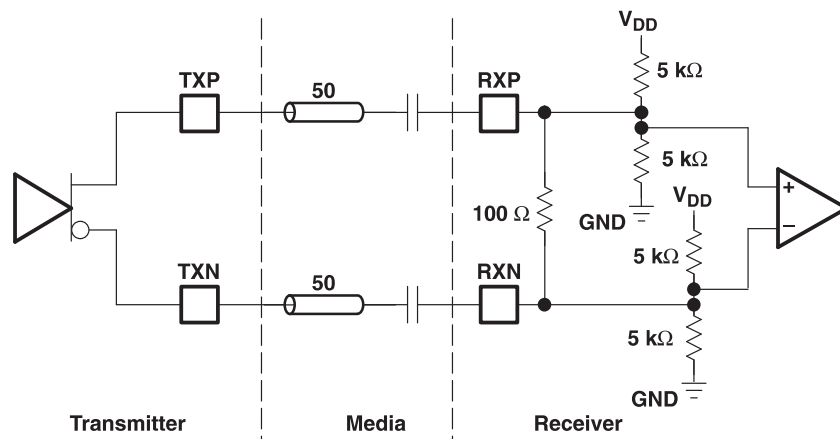 V_DD
5 kΩ
TXP
50
RXP
5 kΩ
V_DD
+
100 Ω
GND
−
5 kΩ
TXN
50
RXN
5 kΩ
GND
Transmitter
Media
Receiver